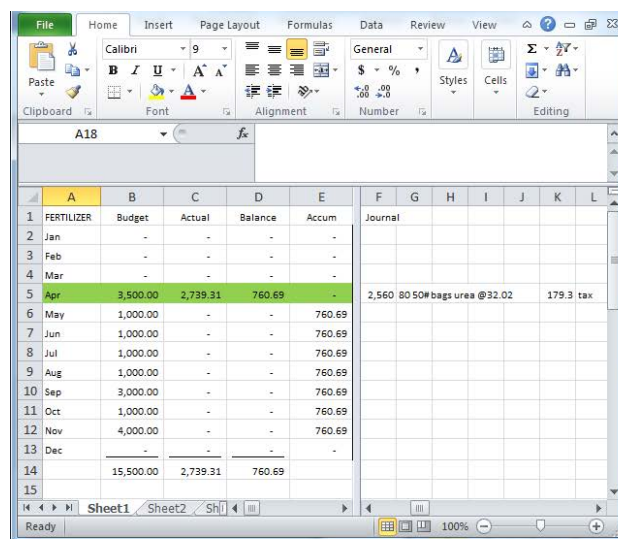 File Home Insert Page Layout Formulas Data Review View
Calibri 9 General
Paste B I U A A $ % , Styles Cells Σ
A .00 .00
Clipboard Font Alignment Number Editing
A18 fx
A B C D E F G H I J K L
1 FERTILIZER Budget Actual Balance Accum Journal
2 Jan - - - -
3 Feb - - - -
4 Mar - - - -
5 Apr 3,500.00 2,739.31 760.69 - 2,560 80 50# bags urea @32.02 179.3 tax
6 May 1,000.00 - - 760.69
7 Jun 1,000.00 - - 760.69
8 Jul 1,000.00 - - 760.69
9 Aug 1,000.00 - - 760.69
10 Sep 3,000.00 - - 760.69
11 Oct 1,000.00 - - 760.69
12 Nov 4,000.00 - - 760.69
13 Dec - - - -
14 15,500.00 2,739.31 760.69
15
Sheet1 Sheet2 Sh
Ready 100%